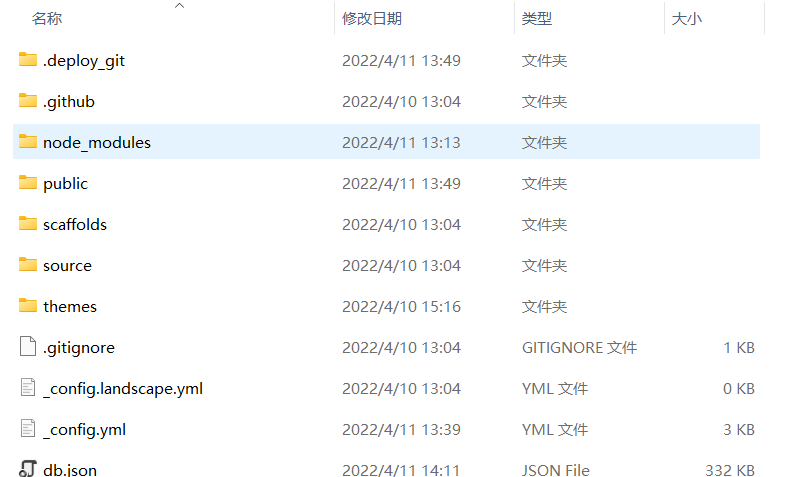 名称 修改日期 类型 大小
.deploy_git 2022/4/11 13:49 文件夹
.github 2022/4/10 13:04 文件夹
node_modules 2022/4/11 13:13 文件夹
public 2022/4/11 13:49 文件夹
scaffolds 2022/4/10 13:04 文件夹
source 2022/4/10 13:04 文件夹
themes 2022/4/10 15:16 文件夹
.gitignore 2022/4/10 13:04 GITIGNORE 文件 1 KB
_config.landscape.yml 2022/4/10 13:04 YML 文件 0 KB
_config.yml 2022/4/11 13:39 YML 文件 3 KB
db.json 2022/4/11 14:11 JSON File 332 KB